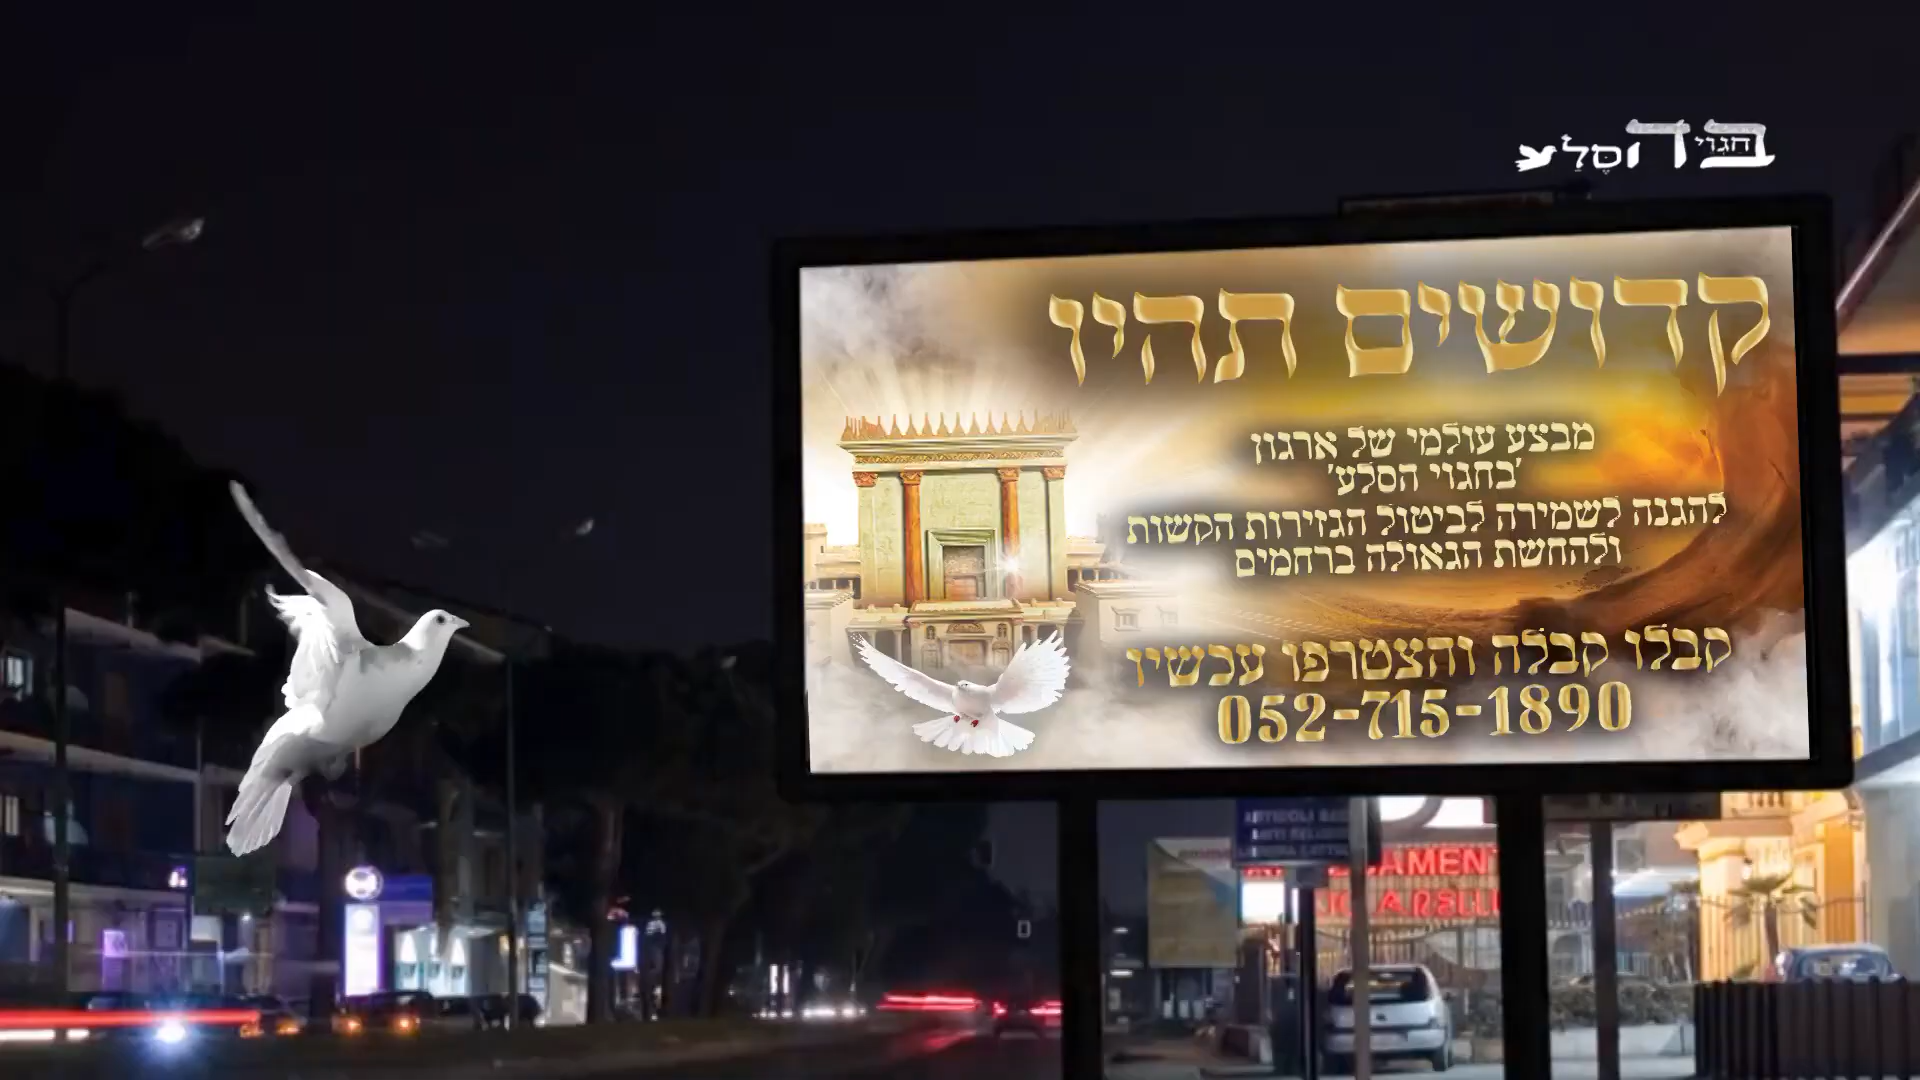 בחגוי הסֶלַע
קדושים תהיו
מבצע עולמי של ארגון
'בחגוי הסלע'
להגנה לשמירה לביטול הגזירות הקשות
ולהחשת הגאולה ברחמים
קבלו קבלה והצטרפו עכשיו
052-715-1890